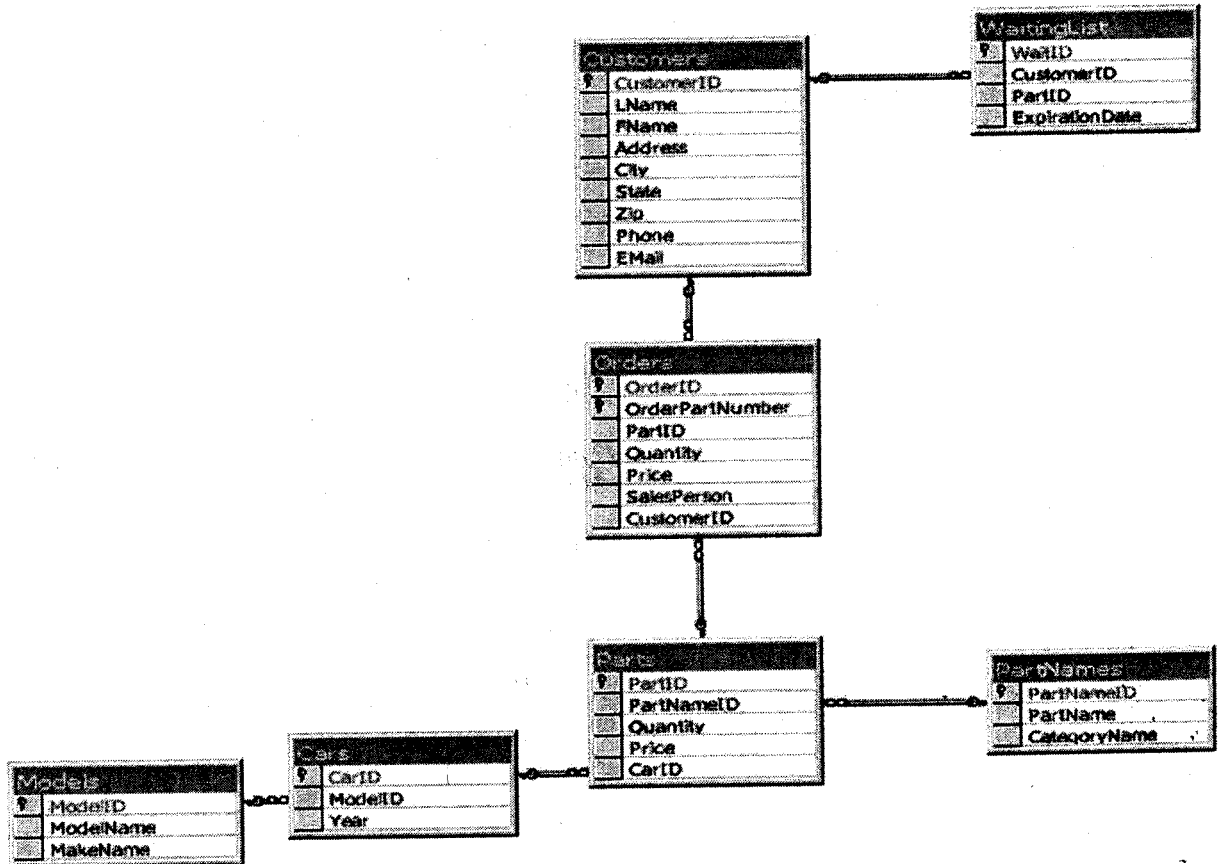 WaitingList
WaitID
CustomerID
PartID
ExpirationDate
Customers
CustomerID
LName
FName
Address
City
State
Zip
Phone
EMail
Orders
OrderID
OrderPartNumber
PartID
Quantity
Price
SalesPerson
CustomerID
Parts
PartID
PartNameID
Quantity
Price
CarID
PartNames
PartNameID
PartName
CategoryName
Cars
CarID
ModelID
Year
Models
ModelID
ModelName
MakeName